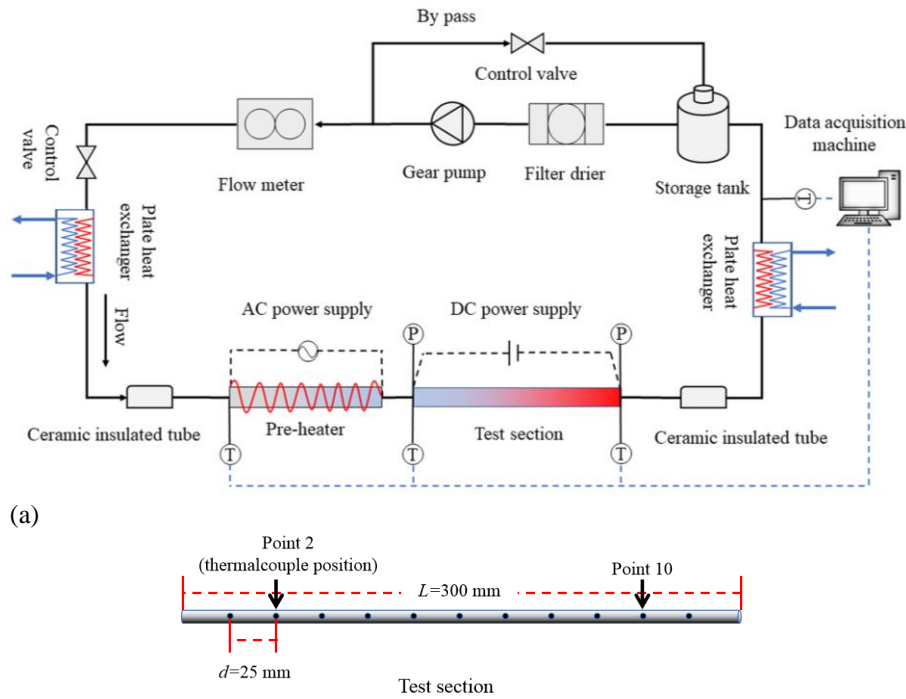 By pass
Control valve
Control
valve
Flow meter
Gear pump
Filter drier
Storage tank
Data acquisition
machine
T
Plate heat
exchanger
Plate heat
exchanger
Flow
AC power supply
DC power supply
P
P
Ceramic insulated tube
Pre-heater
Test section
Ceramic insulated tube
T
T
T
(a)
Point 2
(thermalcouple position)
Point 10
L=300 mm
d=25 mm
Test section